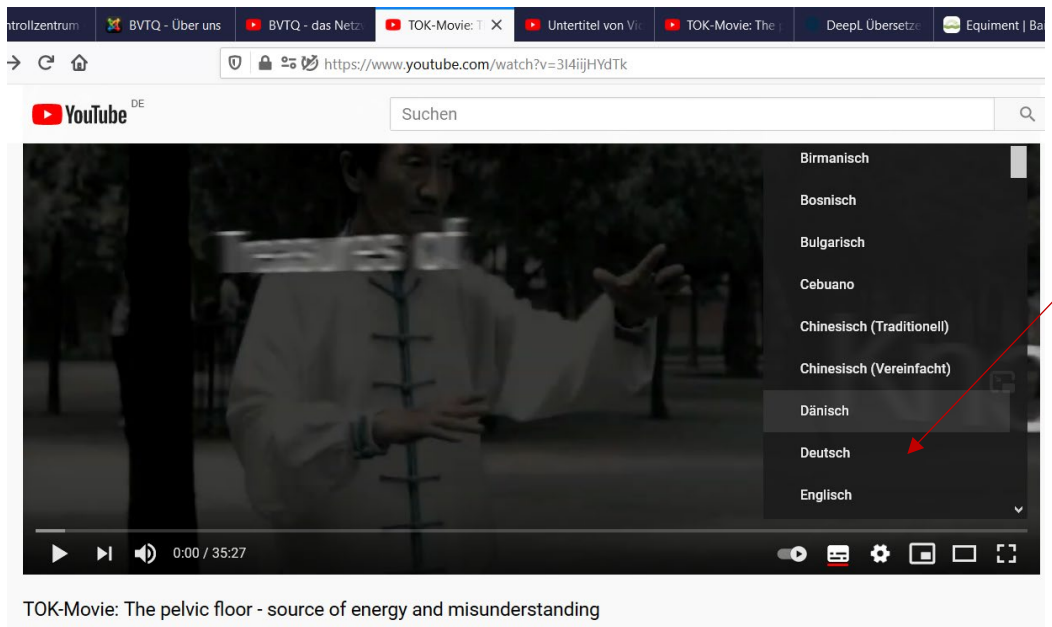 ntrollzentrum BVTQ - Über uns BVTQ - das Netz TOK-Movie: T Untertitel von Vi TOK-Movie: The p DeepL Übersetze Equiment | Ba
https://www.youtube.com/watch?v=3I4iijHYdTk
YouTube DE Suchen
Birmanisch
Bosnisch
Treasures of
Bulgarisch
Cebuano
Chinesisch (Traditionell)
Chinesisch (Vereinfacht)
Dänisch
Deutsch
Englisch
0:00 / 35:27
TOK-Movie: The pelvic floor - source of energy and misunderstanding